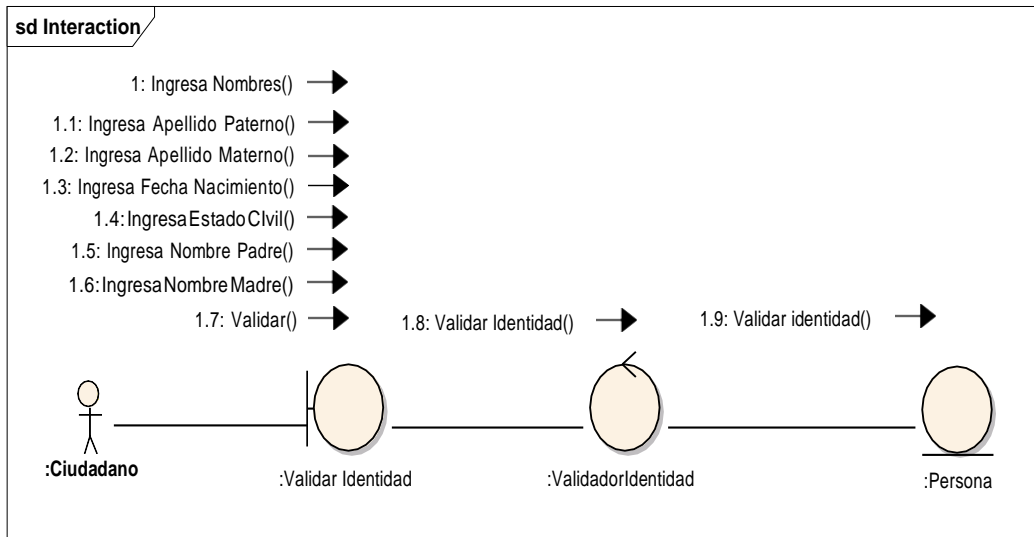 sd Interaction
1: Ingresa Nombres()
1.1: Ingresa Apellido Paterno()
1.2: Ingresa Apellido Materno()
1.3: Ingresa Fecha Nacimiento()
1.4:IngresaEstadoCIvil()
1.5: Ingresa Nombre Padre()
1.6:IngresaNombreMadre()
1.7: Validar()
1.8: Validar Identidad()
1.9: Validar identidad()
:Ciudadano
:Validar Identidad
:ValidadorIdentidad
:Persona